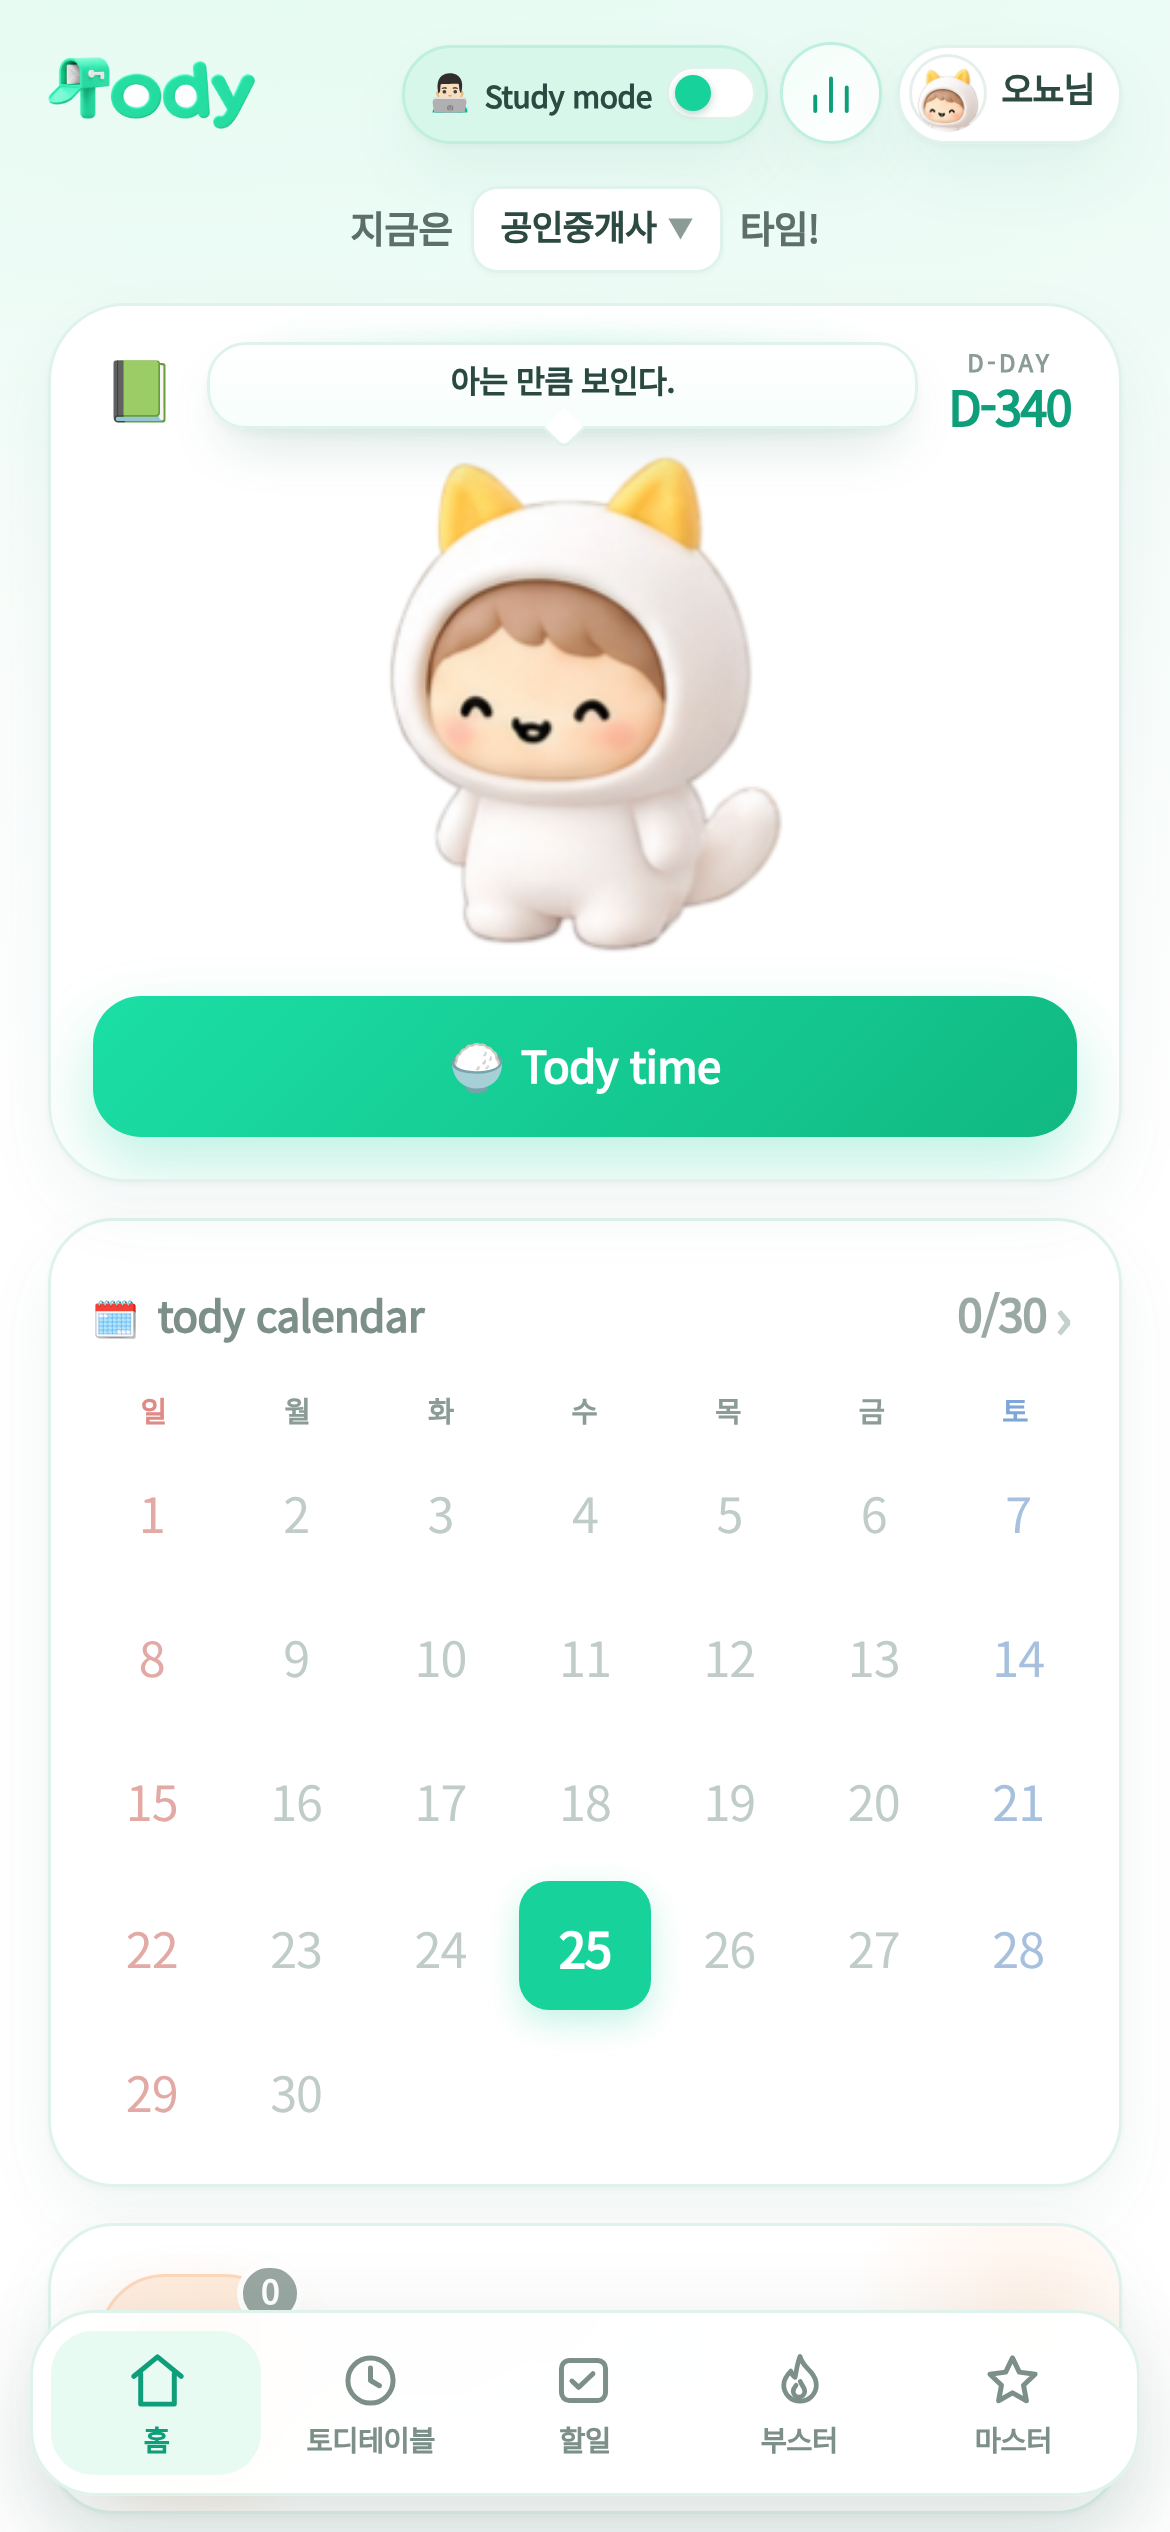 Tody
Study mode
오뇨님
지금은 공인중개사 ▼ 타임!
아는 만큼 보인다.
D-DAY
D-340
Tody time
tody calendar
0/30 ›
일 월 화 수 목 금 토
1 2 3 4 5 6 7
8 9 10 11 12 13 14
15 16 17 18 19 20 21
22 23 24 25 26 27 28
29 30
0
홈 토디테이블 할일 부스터 마스터